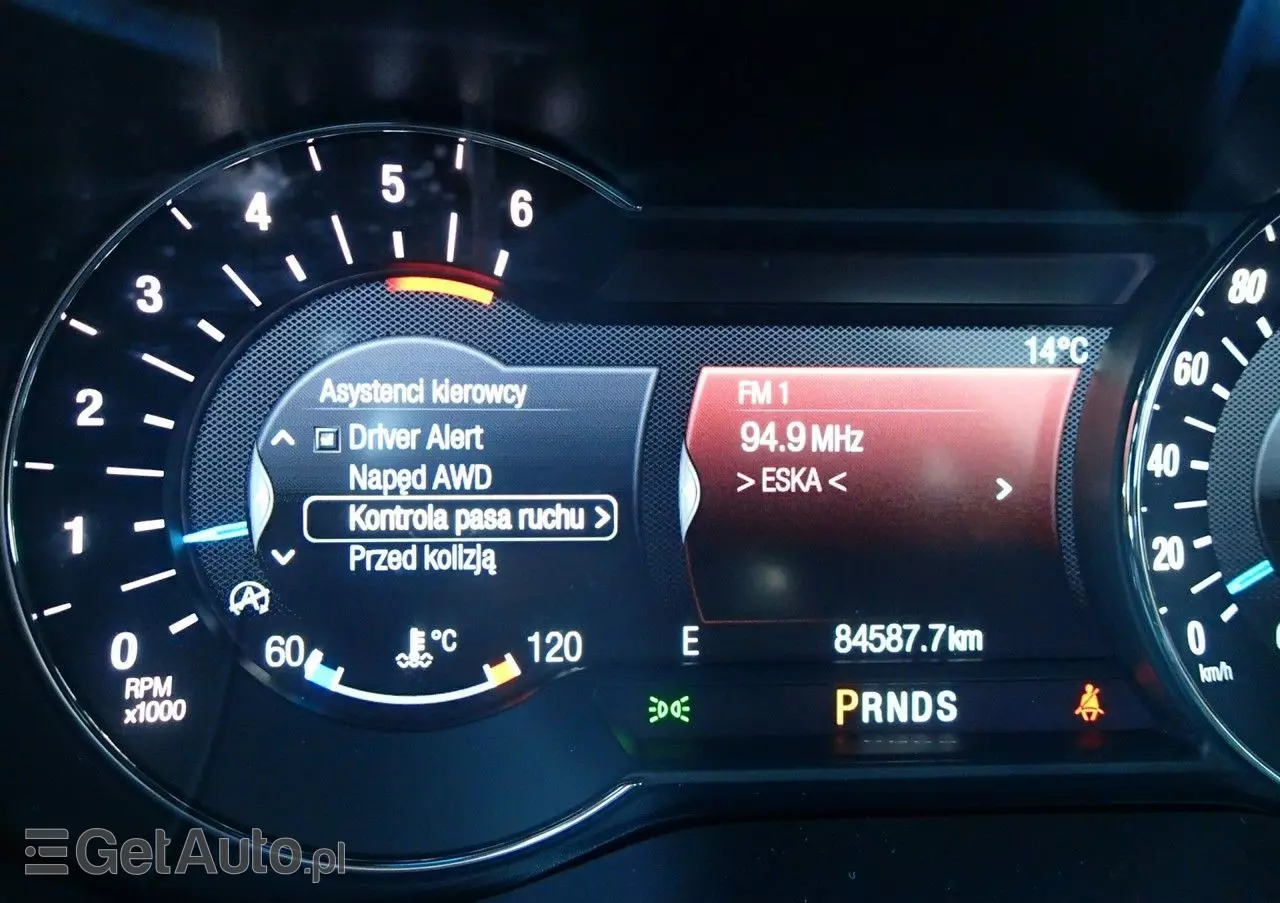 0
1
2
3
4
5
6
RPM
x1000
Asystenci kierowcy
Driver Alert
Napęd AWD
Kontrola pasa ruchu >
Przed kolizją
A
60
°C
120
14°C
FM 1
94.9 MHz
> ESKA <
E
84587.7 km
PRNDS
0
20
40
60
80
km/h
GetAuto.pl